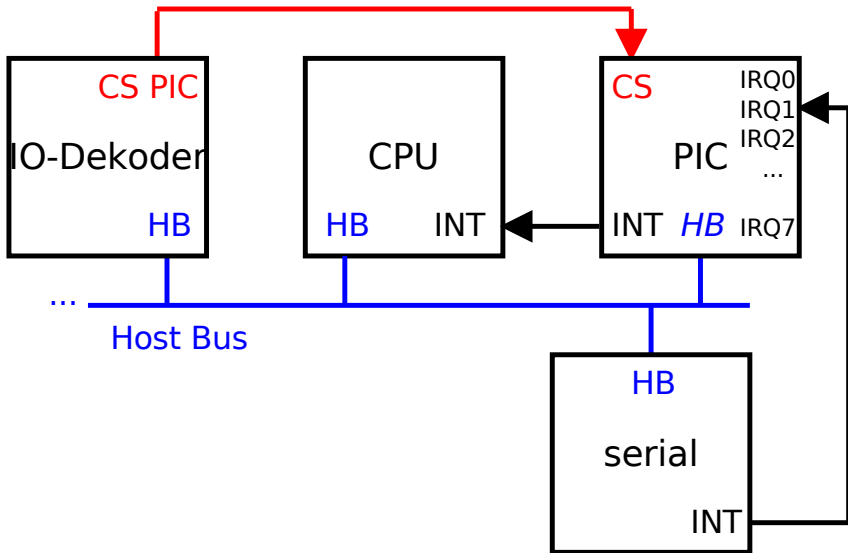 CS PIC
IO-Dekoder
HB
CPU
HB
INT
CS
IRQ0
IRQ1
IRQ2
PIC
...
INT
HB
IRQ7
...
Host Bus
HB
serial
INT